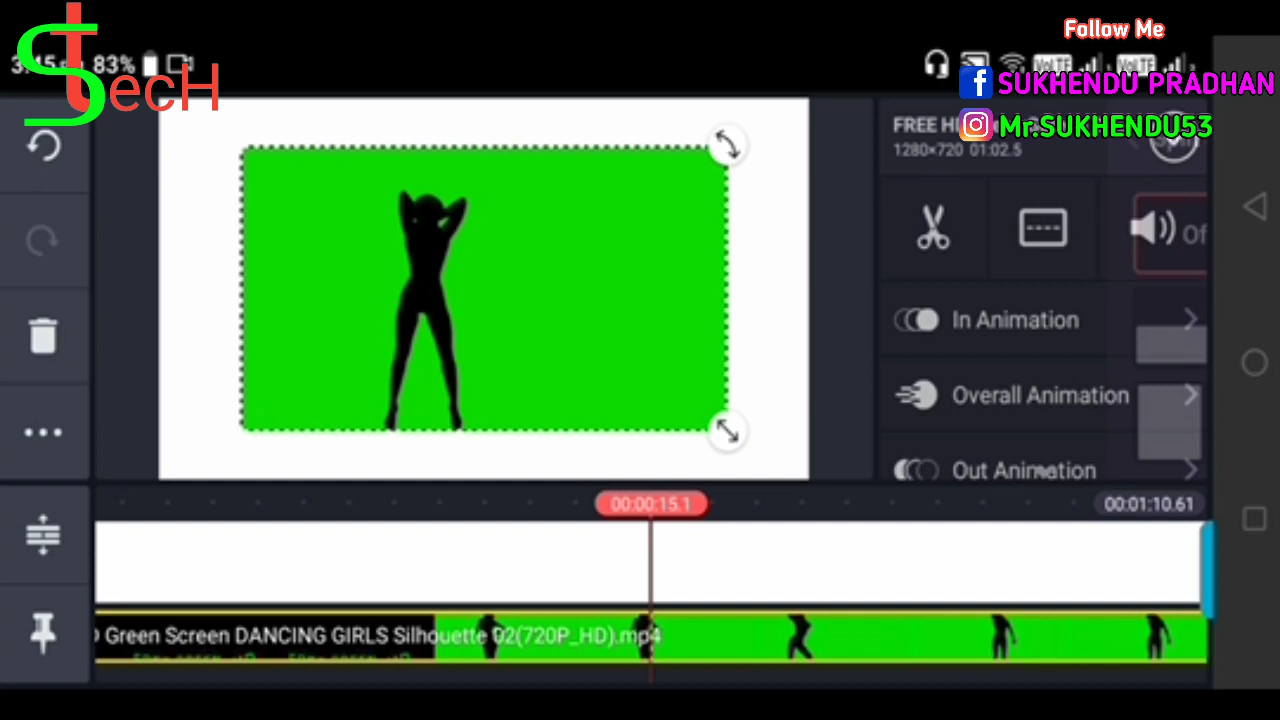 Follow Me
83%
StecH
SUKHENDU PRADHAN
Mr.SUKHENDU53
1280×720 01:02.5
In Animation
Overall Animation
Out Animation
00:00:15.1
00:01:10.61
Green Screen DANCING GIRLS Silhouette 02(720P_HD).mp4